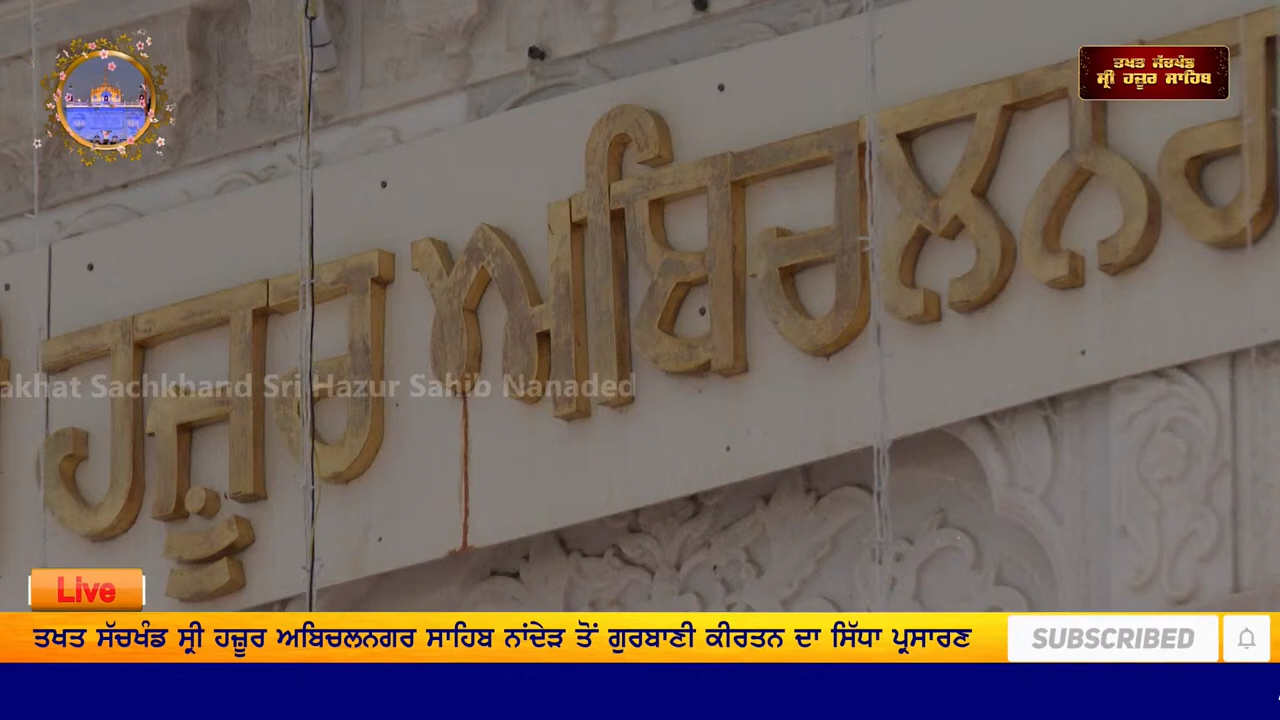 ਤਖਤ ਸੱਚਖੰਡ
ਸ੍ਰੀ ਹਜ਼ੂਰ ਸਾਹਿਬ
ਹਜ਼ੂਰ ਅਬਿਚਲਨਗ
akhat Sachkhand Sri Hazur Sahib Nanaded
Live
ਤਖਤ ਸੱਚਖੰਡ ਸ੍ਰੀ ਹਜ਼ੂਰ ਅਬਿਚਲਨਗਰ ਸਾਹਿਬ ਨਾਂਦੇੜ ਤੋਂ ਗੁਰਬਾਣੀ ਕੀਰਤਨ ਦਾ ਸਿੱਧਾ ਪ੍ਰਸਾਰਣ
SUBSCRIBED